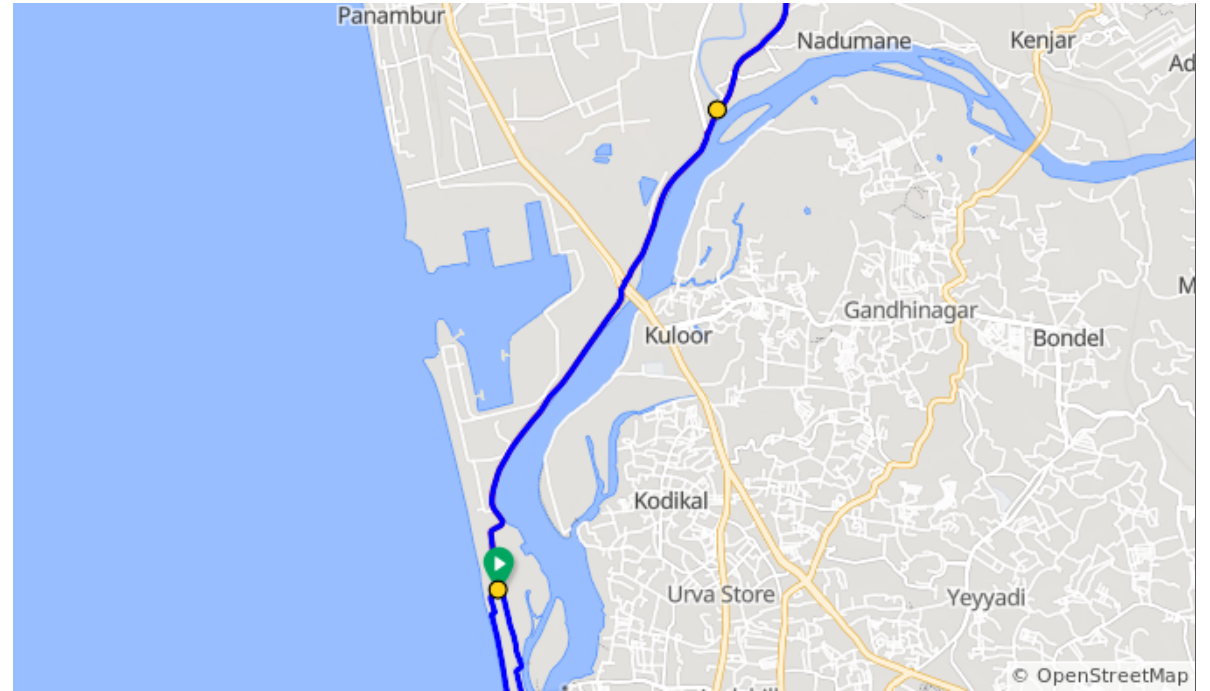 Panambur
Nadumane
Kenjar
Ad
M
Gandhinagar
Kuloor
Bondel
Kodikal
Urva Store
Yeyyadi
© OpenStreetMap